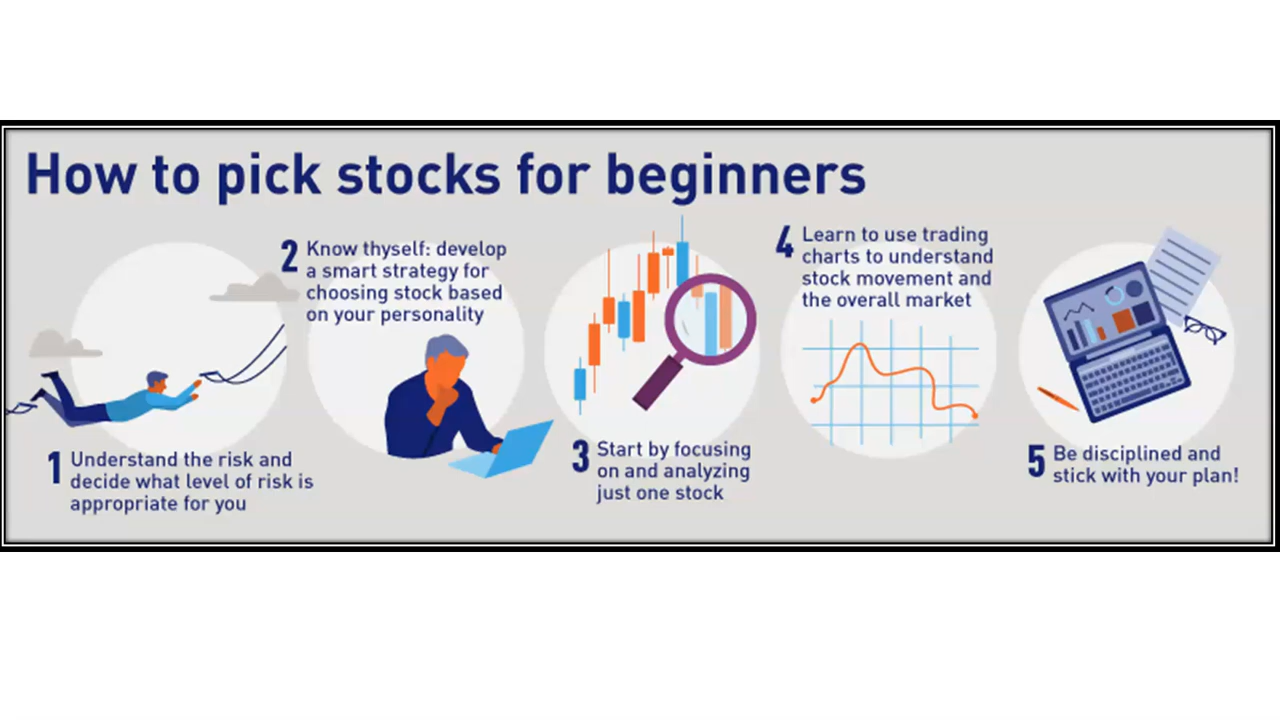 How to pick stocks for beginners
1 Understand the risk and
decide what level of risk is
appropriate for you
2 Know thyself: develop
a smart strategy for
choosing stock based
on your personality
3 Start by focusing
on and analyzing
just one stock
4 Learn to use trading
charts to understand
stock movement and
the overall market
5 Be disciplined and
stick with your plan!